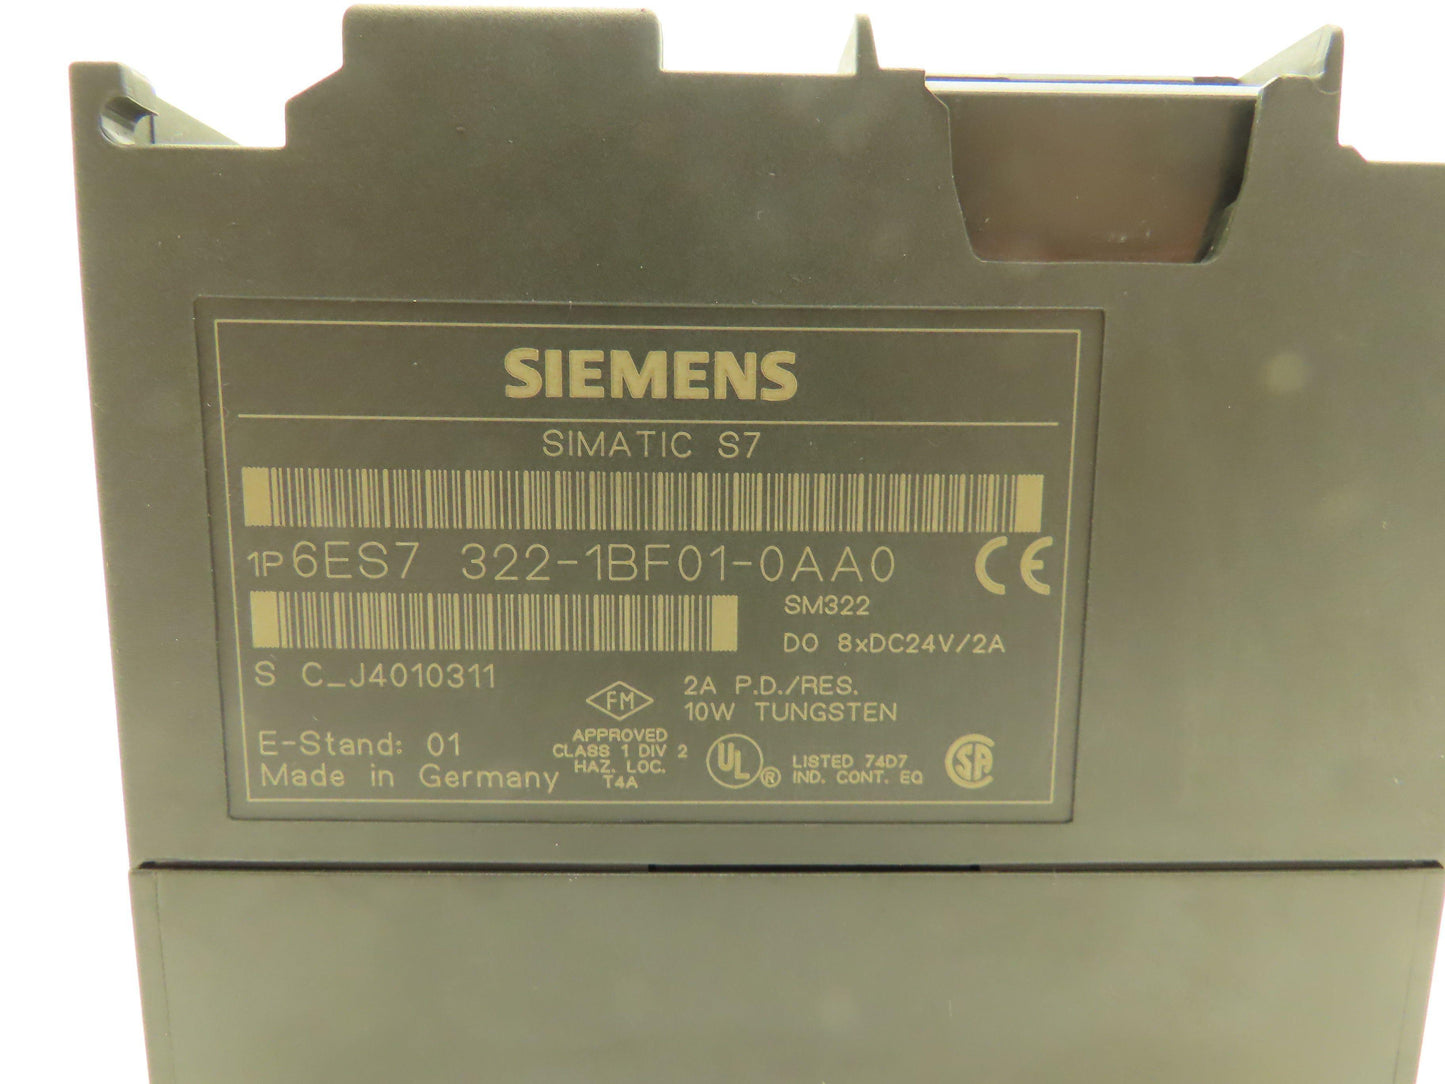 SIEMENS
SIMATIC S7
1P 6ES7 322-1BF01-0AA0 CE
SM322
DO 8xDC24V/2A
S C_J4010311
2A P.D./RES.
10W TUNGSTEN
FM
APPROVED
CLASS 1 DIV 2
HAZ. LOC.
T4A
UL ®
LISTED 74D7
IND. CONT. EQ
SA
E-Stand: 01
Made in Germany